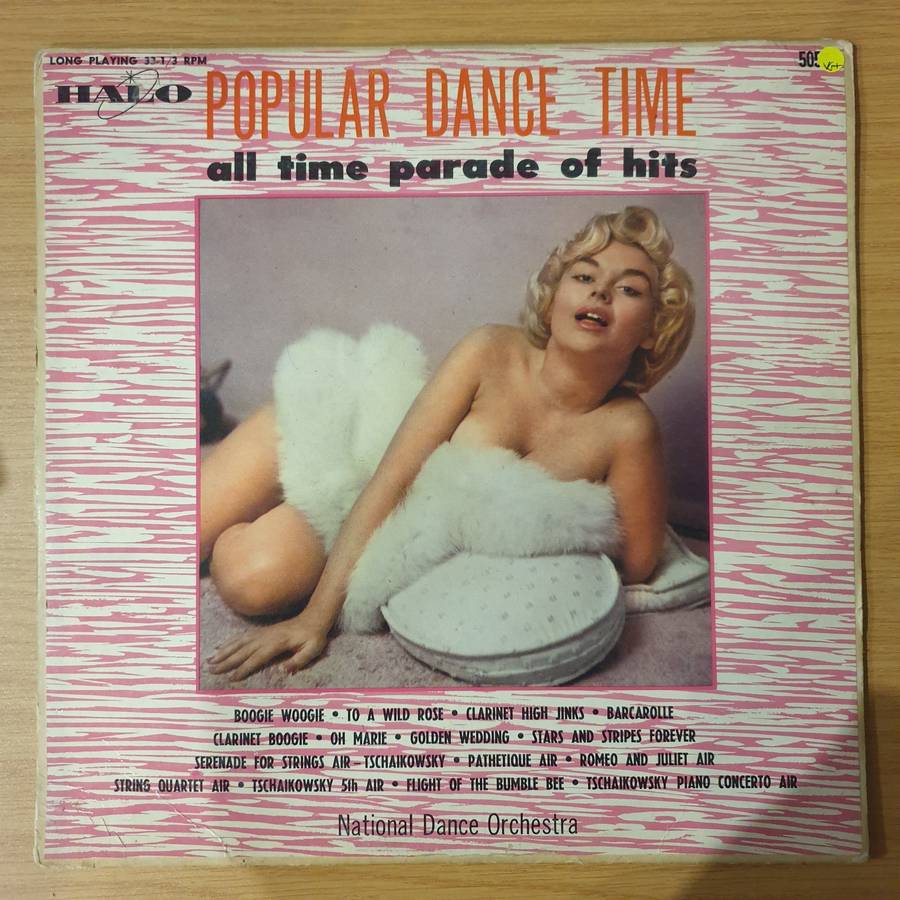 LONG PLAYING 33-1/3 RPM
HALO
POPULAR DANCE TIME
all time parade of hits
BOOGIE WOOGIE • TO A WILD ROSE • CLARINET HIGH JINKS • BARCAROLLE
CLARINET BOOGIE • OH MARIE • GOLDEN WEDDING • STARS AND STRIPES FOREVER
SERENADE FOR STRINGS AIR–TSCHAIKOWSKY • PATHETIQUE AIR • ROMEO AND JULIET AIR
STRING QUARTET AIR • TSCHAIKOWSKY 5th AIR • FLIGHT OF THE BUMBLE BEE • TSCHAIKOWSKY PIANO CONCERTO AIR
National Dance Orchestra